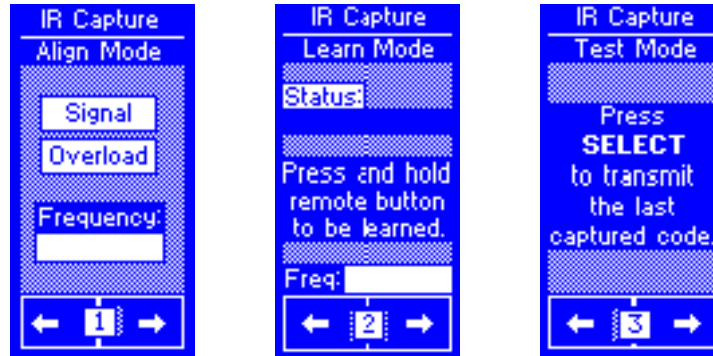 IR Capture
Align Mode
Signal
Overload
Frequency:
← 1 →
IR Capture
Learn Mode
Status:
Press and hold
remote button
to be learned.
Freq:
← 2 →
IR Capture
Test Mode
Press
SELECT
to transmit
the last
captured code.
← 3 →